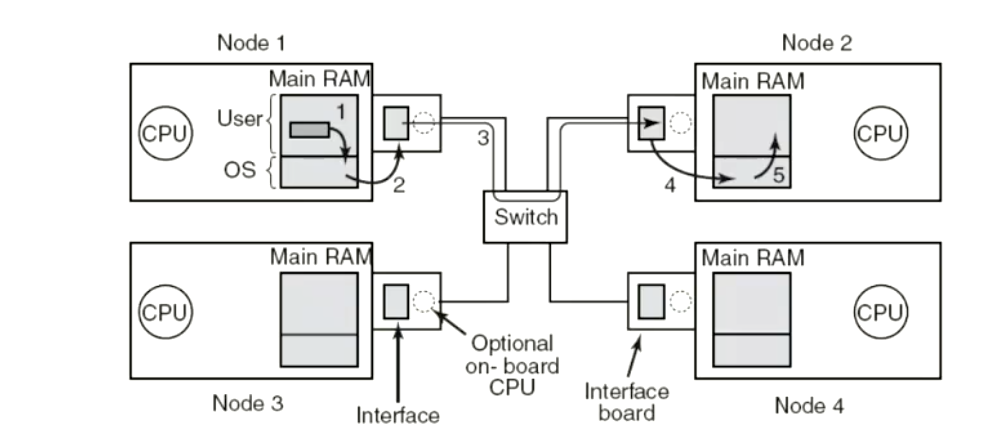 Node 1
Node 2
Main RAM
Main RAM
User
1
CPU
3
CPU
OS
2
4
5
Switch
Main RAM
Main RAM
CPU
CPU
Optional
on- board
CPU
Interface
Interface
board
Node 3
Node 4